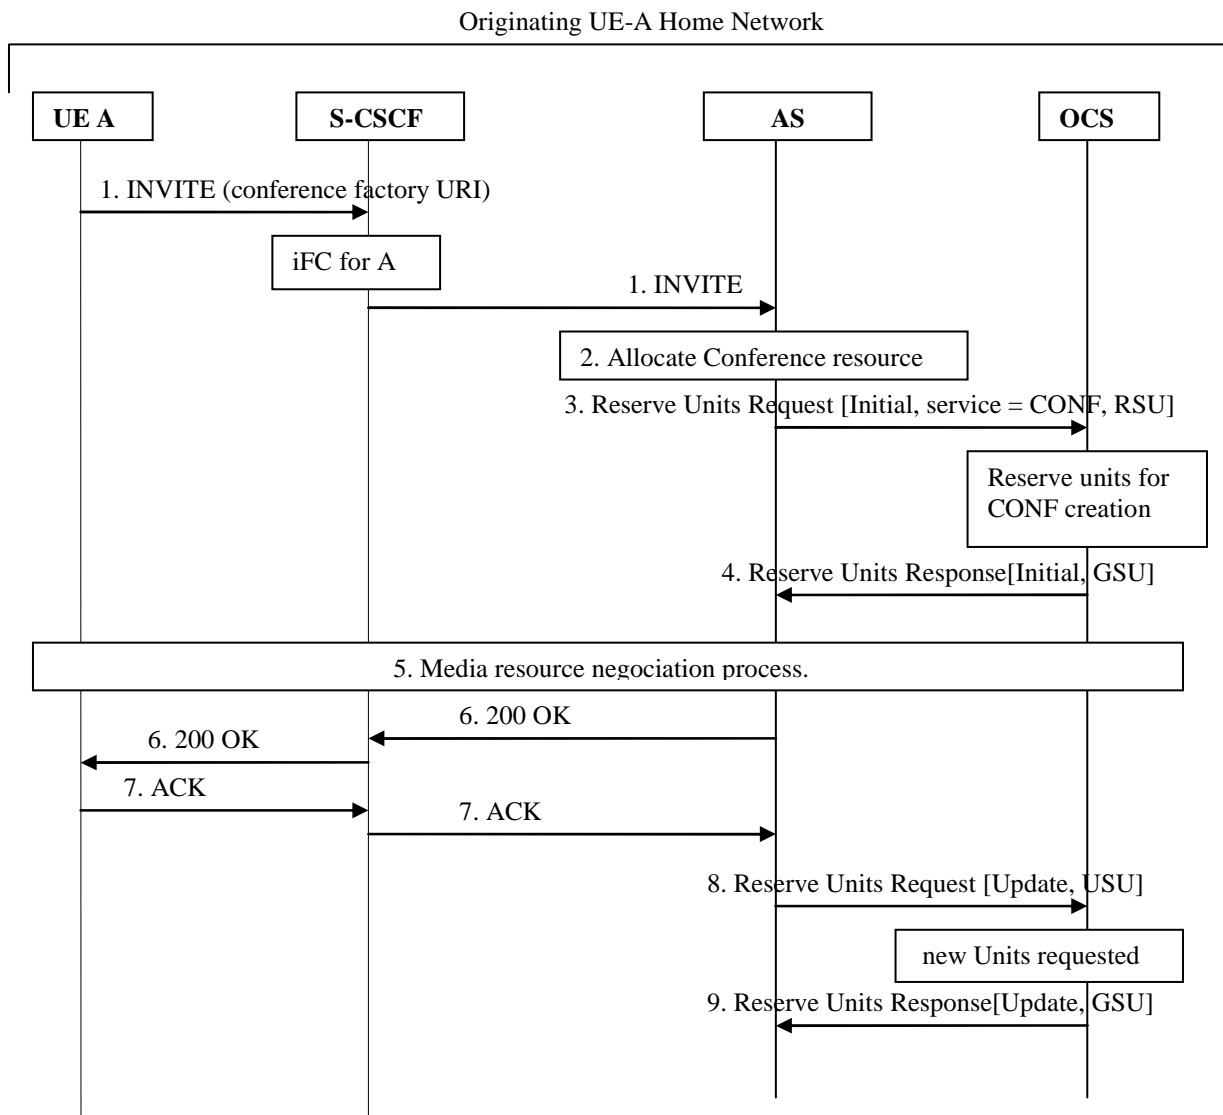 Originating UE-A Home Network
UE A
S-CSCF
AS
OCS
1. INVITE (conference factory URI)
iFC for A
1. INVITE
2. Allocate Conference resource
3. Reserve Units Request [Initial, service = CONF, RSU]
Reserve units for
CONF creation
4. Reserve Units Response[Initial, GSU]
5. Media resource negociation process.
6. 200 OK
6. 200 OK
7. ACK
7. ACK
8. Reserve Units Request [Update, USU]
new Units requested
9. Reserve Units Response[Update, GSU]